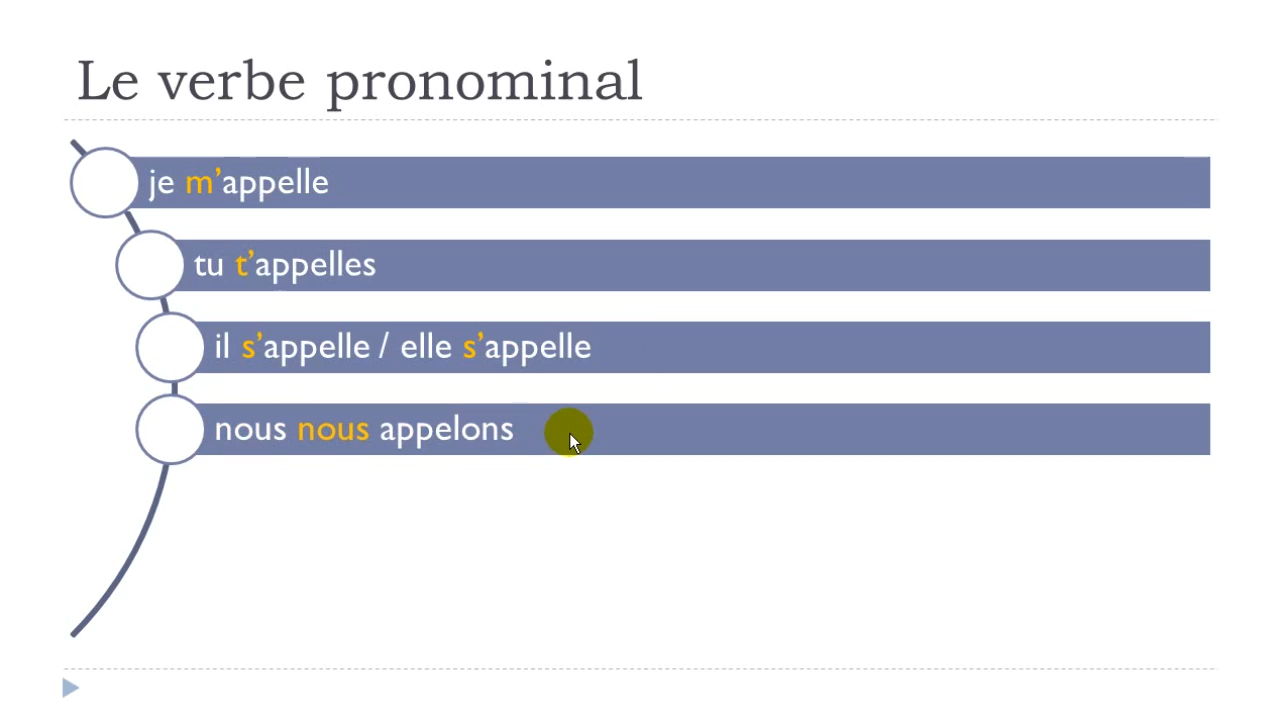 Le verbe pronominal
je m’appelle
tu t’appelles
il s’appelle / elle s’appelle
nous nous appelons